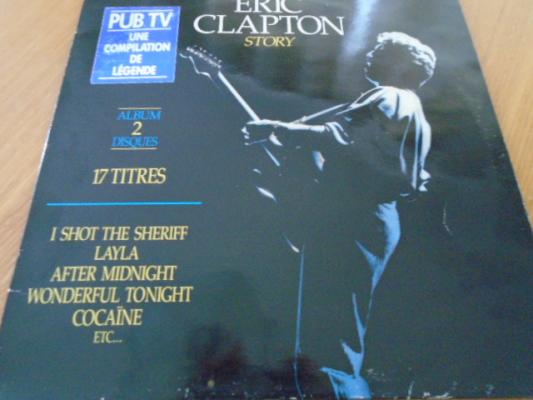 ERIC
CLAPTON
STORY
PUB.TV
UNE
COMPILATION
DE
LÉGENDE
ALBUM
2
DISQUES
17 TITRES
I SHOT THE SHERIFF
LAYLA
AFTER MIDNIGHT
WONDERFUL TONIGHT
COCAÏNE
ETC...